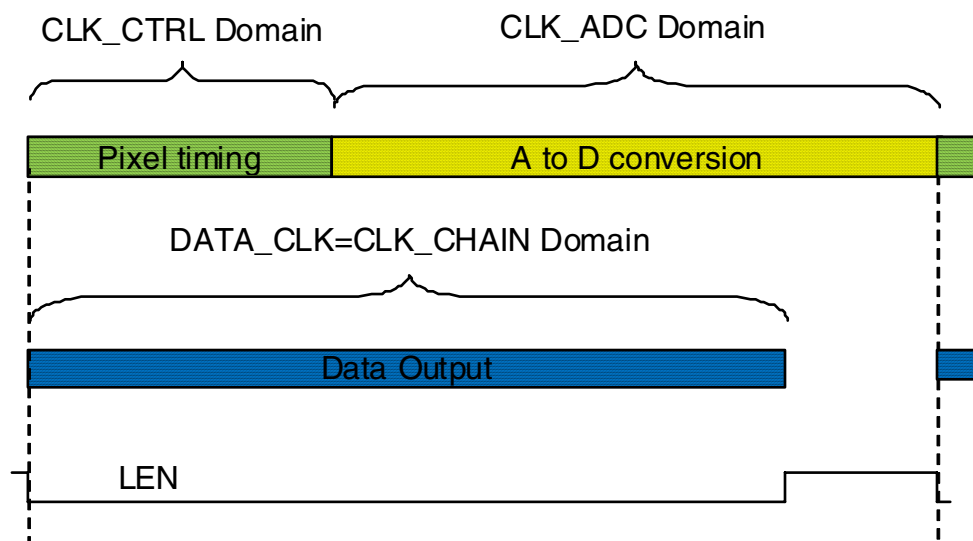 CLK_CTRL Domain
CLK_ADC Domain
Pixel timing
A to D conversion
DATA_CLK=CLK_CHAIN Domain
Data Output
LEN